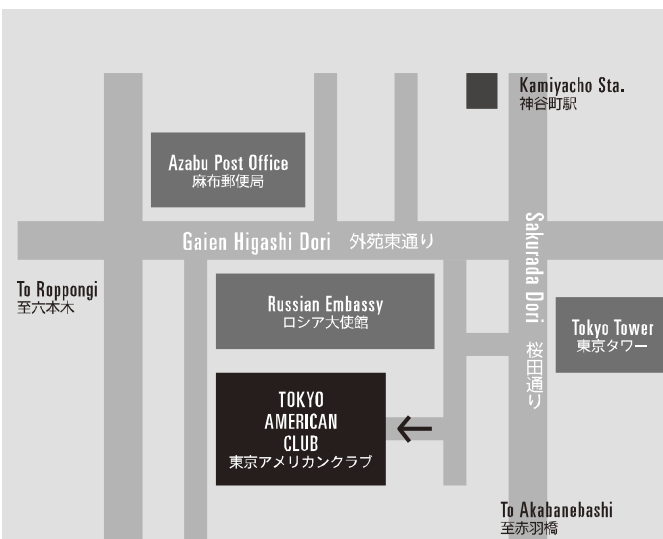 Kamiyacho Sta.
神谷町駅
Azabu Post Office
麻布郵便局
Gaien Higashi Dori 外苑東通り
Sakurada Dori 桜田通り
To Roppongi
至六本木
Russian Embassy
ロシア大使館
Tokyo Tower
東京タワー
TOKYO
AMERICAN
CLUB
東京アメリカンクラブ
To Akabanebashi
至赤羽橋